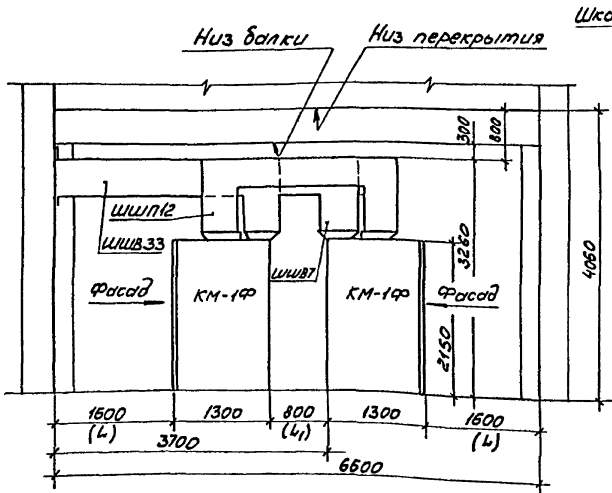 Шка
Низ балки
Низ перекрытия
300
800
ШШП12
ШШВ33
ШШВ7
3260
4060
Фасад
КМ-1Ф
КМ-1Ф
Фасад
2150
1600
1300
800
1300
1600
(L)
(L₁)
(L)
3700
6600